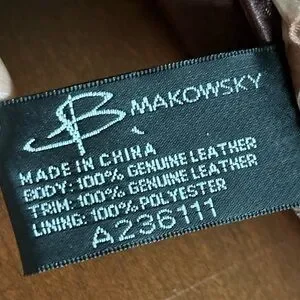 B MAKOWSKY
MADE IN CHINA
BODY: 100% GENUINE LEATHER
TRIM: 100% GENUINE LEATHER
LINING: 100% POLYESTER
A236111